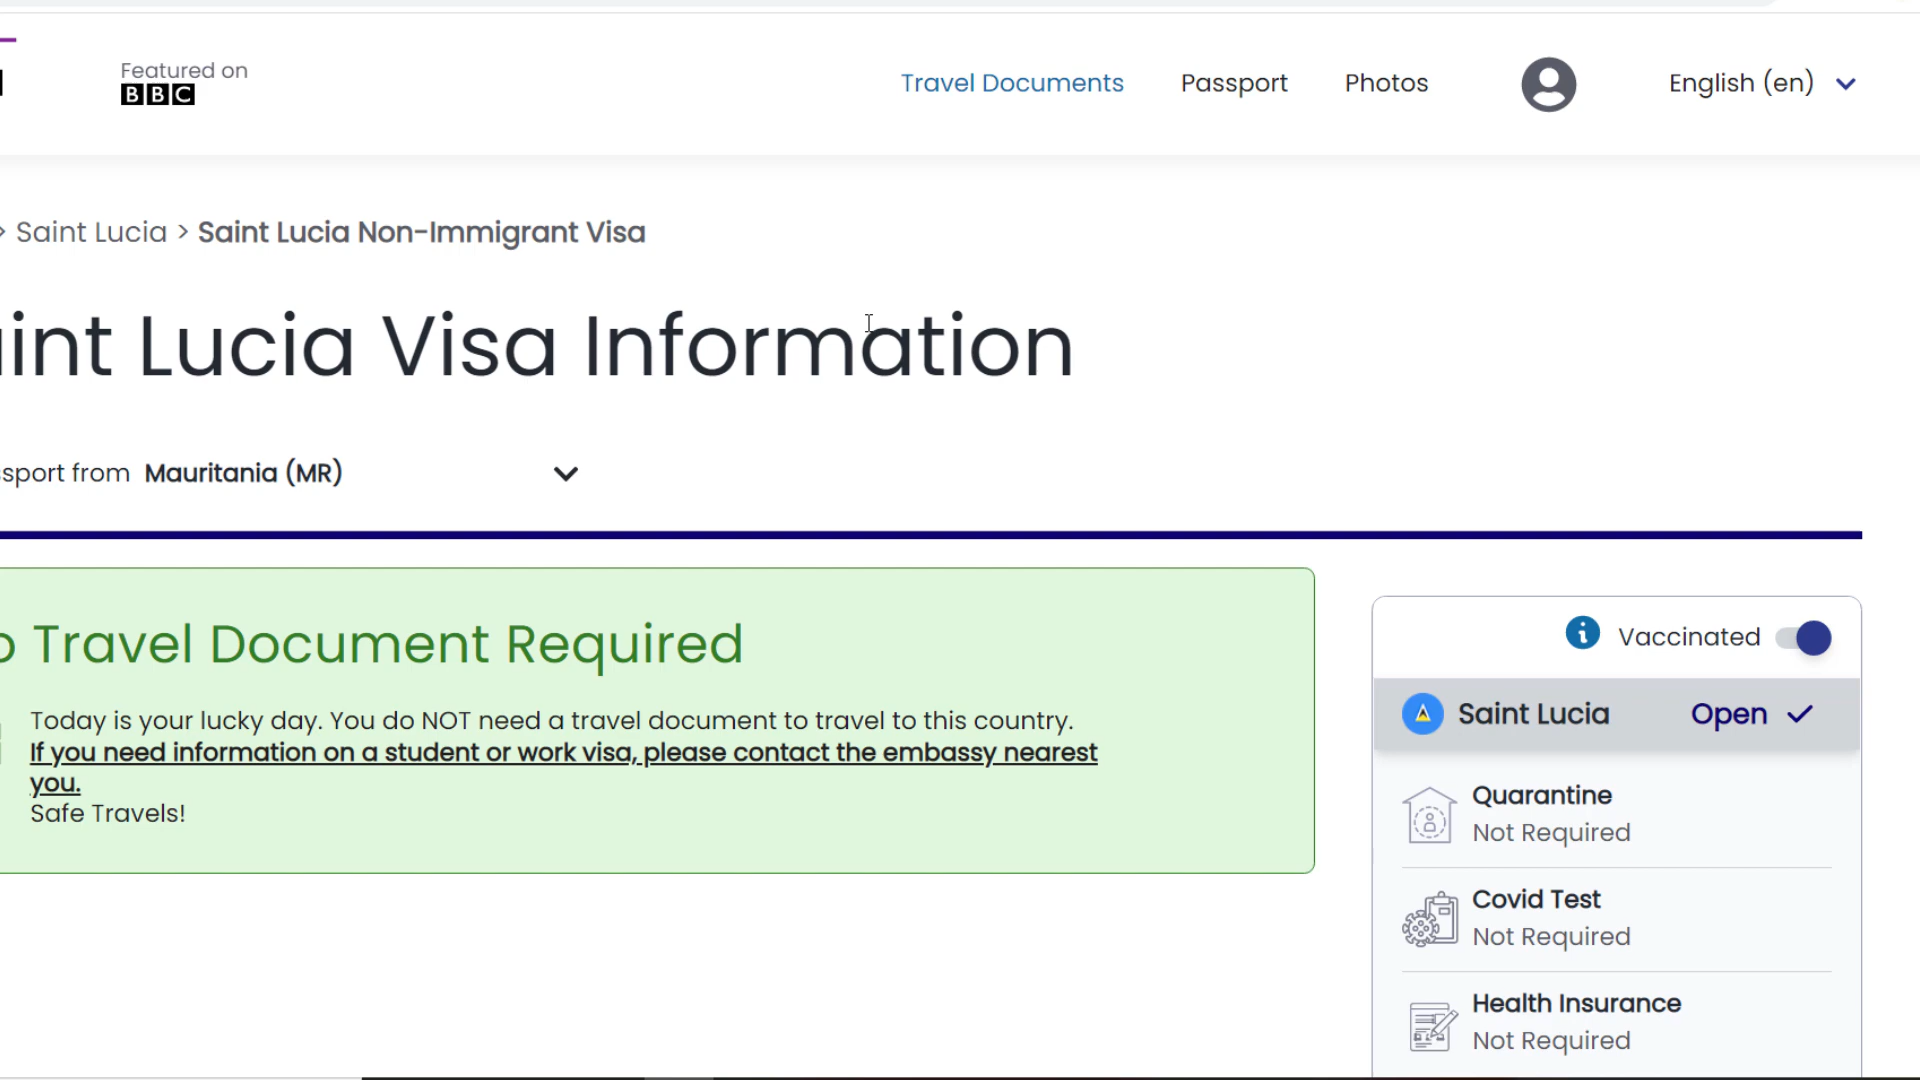 Featured on
BBC
Travel Documents
Passport
Photos
English (en)
> Saint Lucia > Saint Lucia Non-Immigrant Visa
int Lucia Visa Information
sport from Mauritania (MR)
Travel Document Required
Today is your lucky day. You do NOT need a travel document to travel to this country.
If you need information on a student or work visa, please contact the embassy nearest
you.
Safe Travels!
Vaccinated
Saint Lucia
Open
Quarantine
Not Required
Covid Test
Not Required
Health Insurance
Not Required